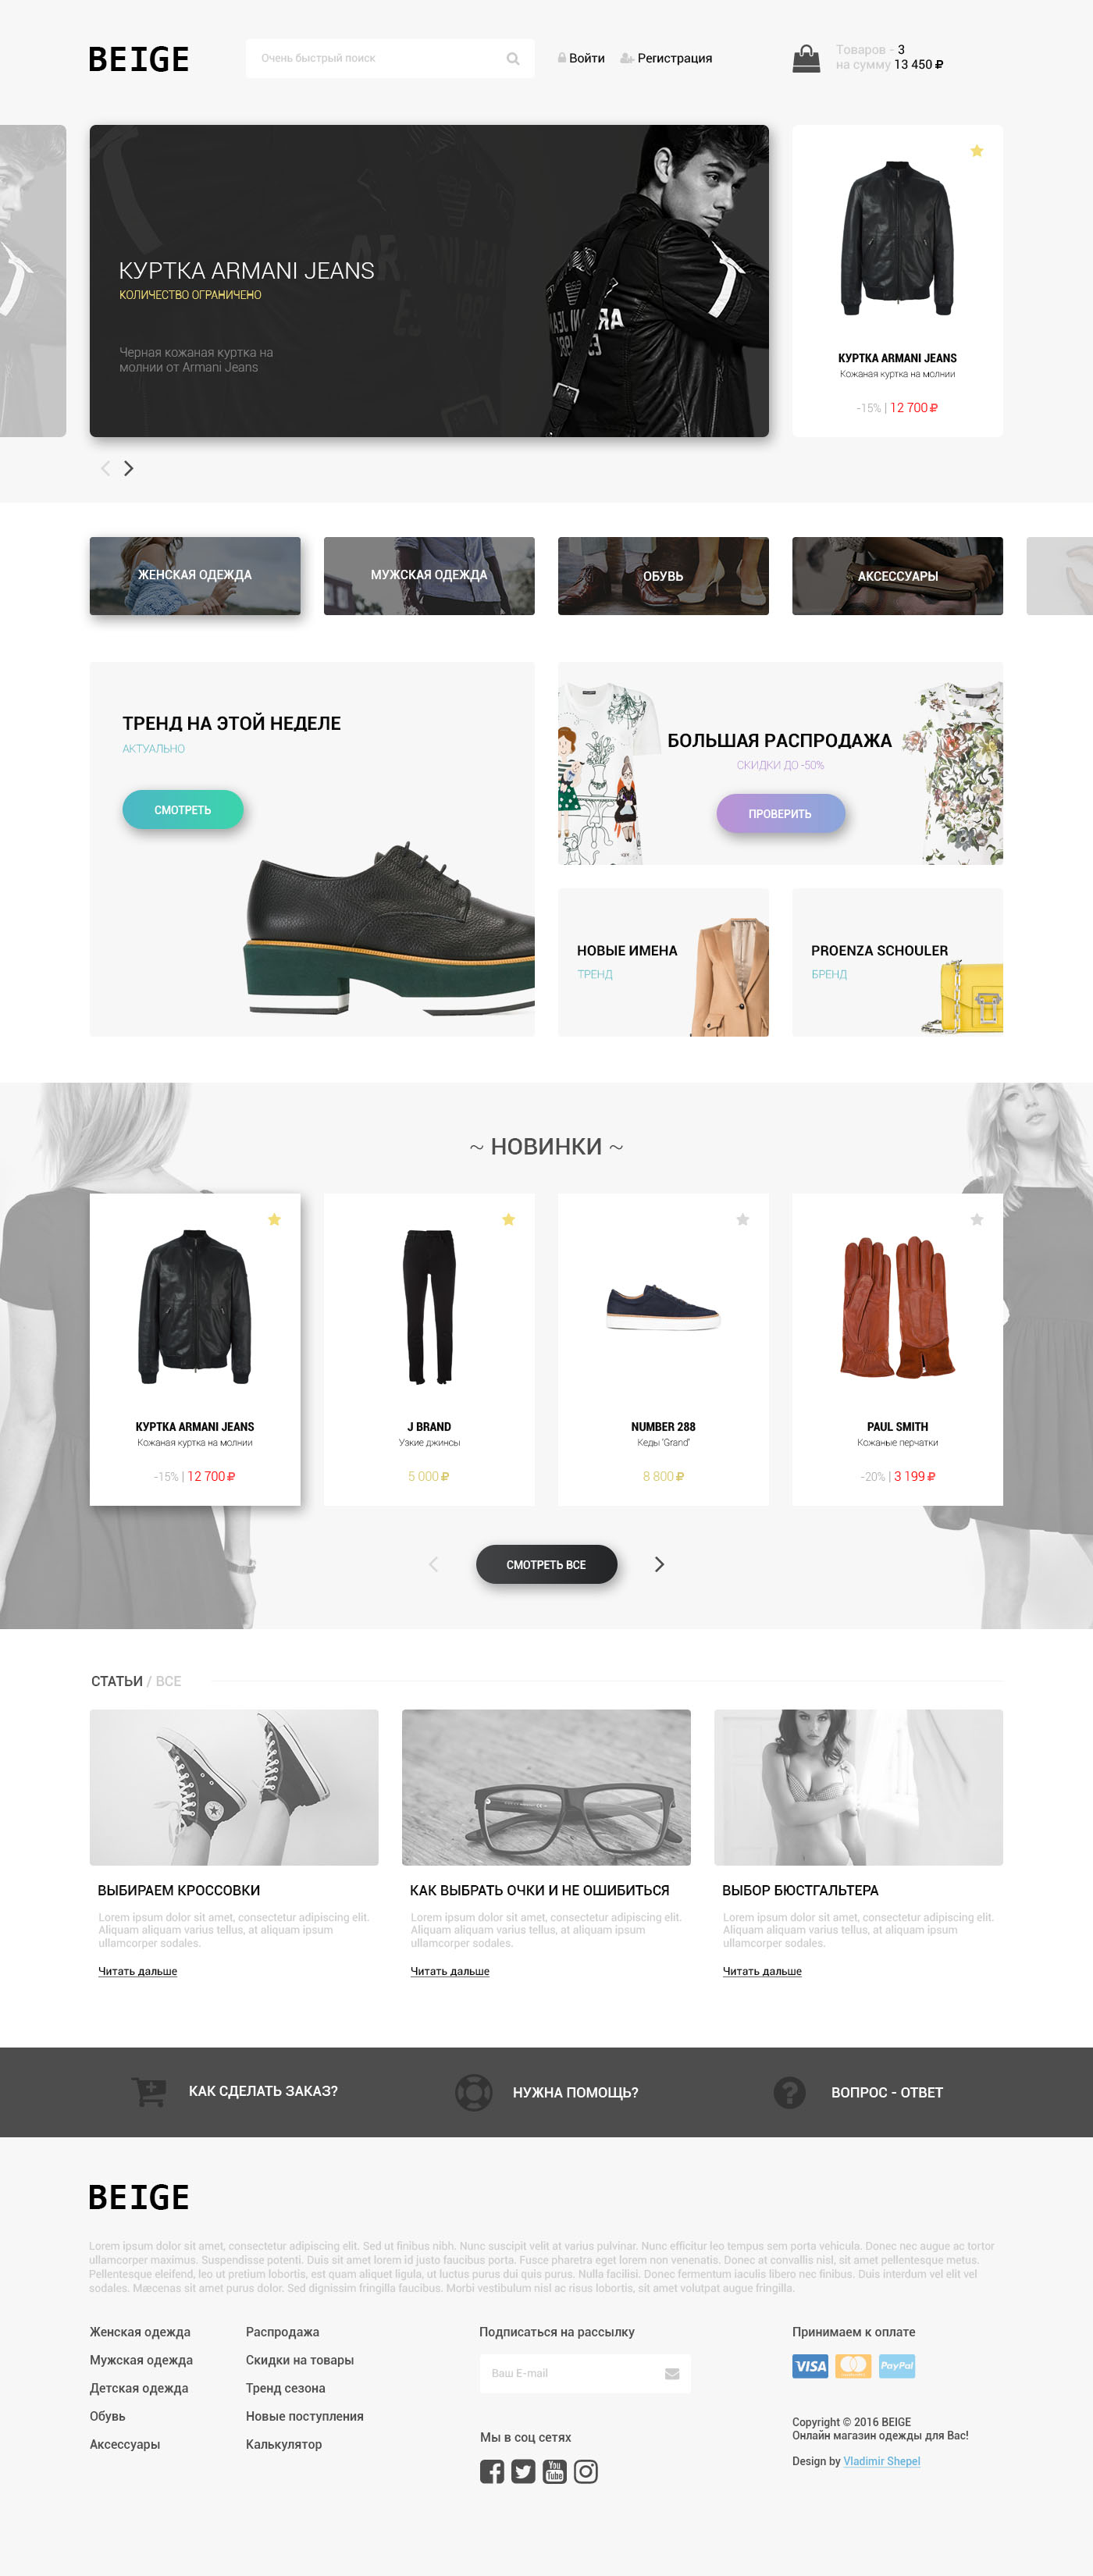 BEIGE
Очень быстрый поиск
Войти
Регистрация
Товаров - 3
на сумму 13 450 ₽
КУРТКА ARMANI JEANS
КОЛИЧЕСТВО ОГРАНИЧЕНО
Черная кожаная куртка на
молнии от Armani Jeans
КУРТКА ARMANI JEANS
Кожаная куртка на молнии
-15% | 12 700 ₽
ЖЕНСКАЯ ОДЕЖДА
МУЖСКАЯ ОДЕЖДА
ОБУВЬ
АКСЕССУАРЫ
ТРЕНД НА ЭТОЙ НЕДЕЛЕ
АКТУАЛЬНО
СМОТРЕТЬ
БОЛЬШАЯ РАСПРОДАЖА
СКИДКИ ДО -50%
ПРОВЕРИТЬ
НОВЫЕ ИМЕНА
ТРЕНД
PROENZA SCHOULER
БРЕНД
~ НОВИНКИ ~
КУРТКА ARMANI JEANS
Кожаная куртка на молнии
-15% | 12 700 ₽
J BRAND
Узкие джинсы
5 000 ₽
NUMBER 288
Кеды "Grand"
8 800 ₽
PAUL SMITH
Кожаные перчатки
-20% | 3 199 ₽
СМОТРЕТЬ ВСЕ
СТАТЬИ / ВСЕ
ВЫБИРАЕМ КРОССОВКИ
Lorem ipsum dolor sit amet, consectetur adipiscing elit.
Aliquam aliquam varius tellus, at aliquam ipsum
ullamcorper sodales.
Читать дальше
КАК ВЫБРАТЬ ОЧКИ И НЕ ОШИБИТЬСЯ
Lorem ipsum dolor sit amet, consectetur adipiscing elit.
Aliquam aliquam varius tellus, at aliquam ipsum
ullamcorper sodales.
Читать дальше
ВЫБОР БЮСТГАЛЬТЕРА
Lorem ipsum dolor sit amet, consectetur adipiscing elit.
Aliquam aliquam varius tellus, at aliquam ipsum
ullamcorper sodales.
Читать дальше
КАК СДЕЛАТЬ ЗАКАЗ?
НУЖНА ПОМОЩЬ?
ВОПРОС - ОТВЕТ
BEIGE
Lorem ipsum dolor sit amet, consectetur adipiscing elit. Sed ut finibus nibh. Nunc suscipit velit at varius pulvinar. Nunc efficitur leo tempus sem porta vehicula. Donec nec augue ac tortor
ullamcorper maximus. Suspendisse potenti. Duis sit amet lorem id justo faucibus porta. Fusce pharetra eget lorem non venenatis. Donec at convallis nisl, sit amet pellentesque metus.
Pellentesque eleifend, leo ut pretium lobortis, est quam aliquet ligula, ut luctus purus dui quis purus. Nulla facilisi. Donec fermentum iaculis libero nec finibus. Duis interdum vel elit vel
sodales. Mæcenas sit amet purus dolor. Sed dignissim fringilla faucibus. Morbi vestibulum nisl ac risus lobortis, sit amet volutpat augue fringilla.
Женская одежда
Мужская одежда
Детская одежда
Обувь
Аксессуары
Распродажа
Скидки на товары
Тренд сезона
Новые поступления
Калькулятор
Подписаться на рассылку
Ваш E-mail
Мы в соц сетях
You
Tube
Принимаем к оплате
VISA
MasterCard
PayPal
Copyright © 2016 BEIGE
Онлайн магазин одежды для Вас!
Design by Vladimir Shepel